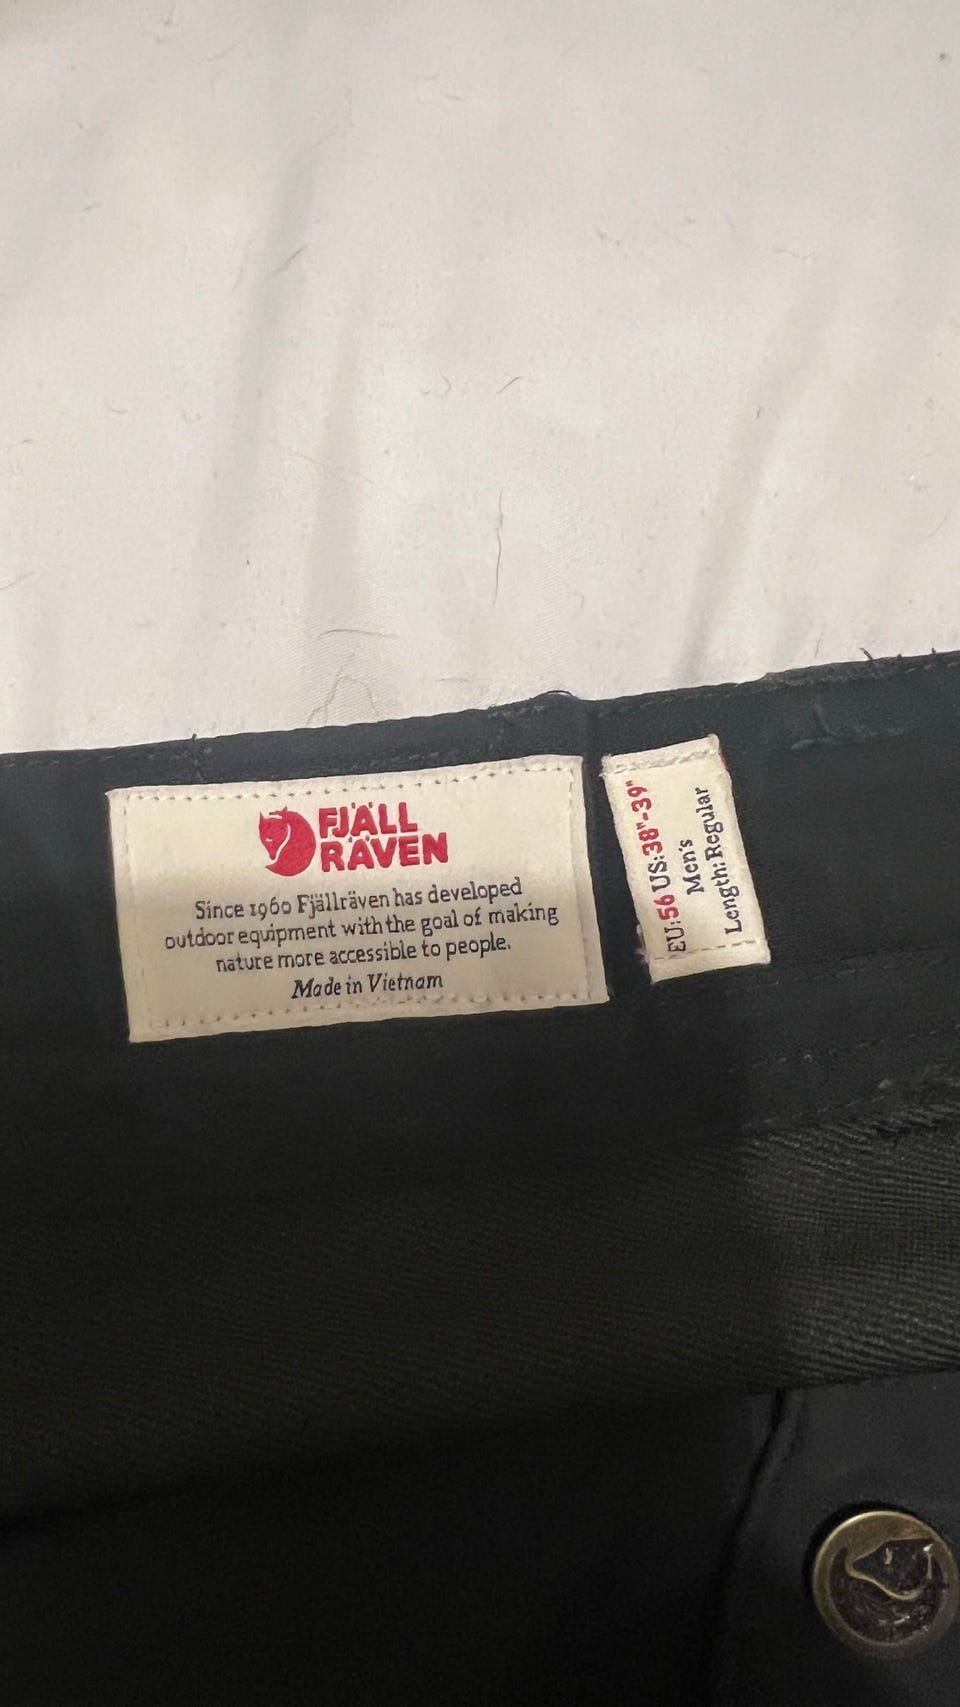 FJÄLL
RÄVEN
Since 1960 Fjällräven has developed
outdoor equipment with the goal of making
nature more accessible to people.
Made in Vietnam
EU:56 US:38"-39"
Men's
Length: Regular